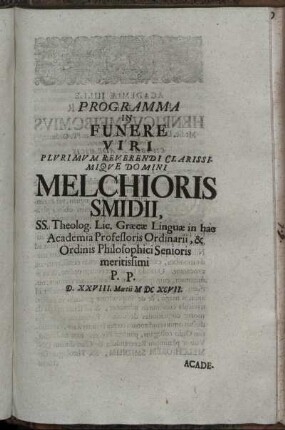 PROGRAMMA
IN
FUNERE
VIRI
PLURIMUM REVERENDI CLARISSI-
MIQUE DOMINI
MELCHIORIS
SMIDII,
SS. Theolog. Lic. Græcæ Linguæ in hac
Academia Professoris Ordinarii, &
Ordinis Philosophici Senioris
meritissimi
P. P.
D. XXVIII. Martii M DC XCVII.
ACADE-